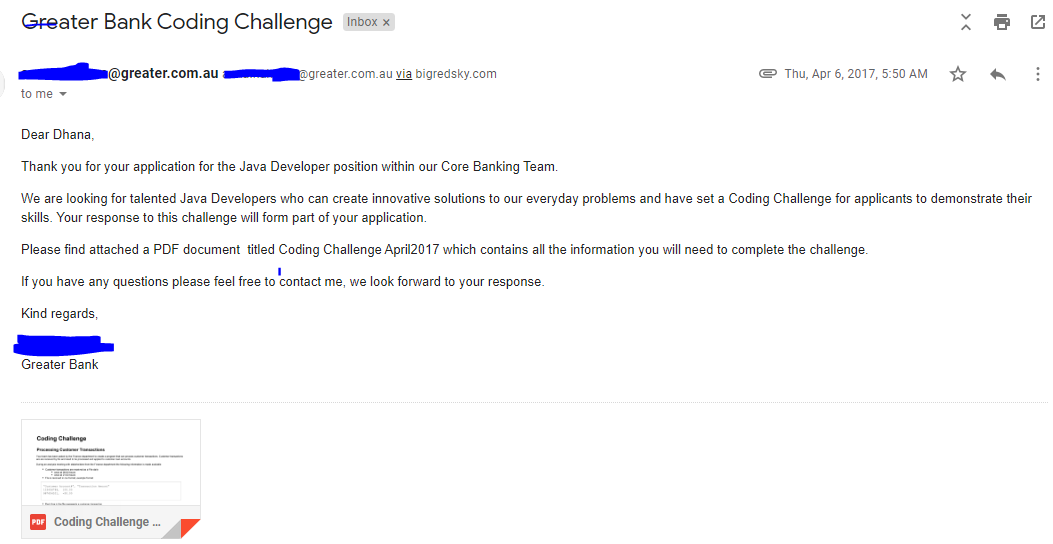 Greater Bank Coding Challenge Inbox ×
@greater.com.au @greater.com.au via bigredsky.com Thu, Apr 6, 2017, 5:50 AM
to me
Dear Dhana,
Thank you for your application for the Java Developer position within our Core Banking Team.
We are looking for talented Java Developers who can create innovative solutions to our everyday problems and have set a Coding Challenge for applicants to demonstrate their
skills. Your response to this challenge will form part of your application.
Please find attached a PDF document  titled Coding Challenge April2017 which contains all the information you will need to complete the challenge.
If you have any questions please feel free to contact me, we look forward to your response.
Kind regards,
Greater Bank
Coding Challenge
Processing Customer Transactions
PDF Coding Challenge ...